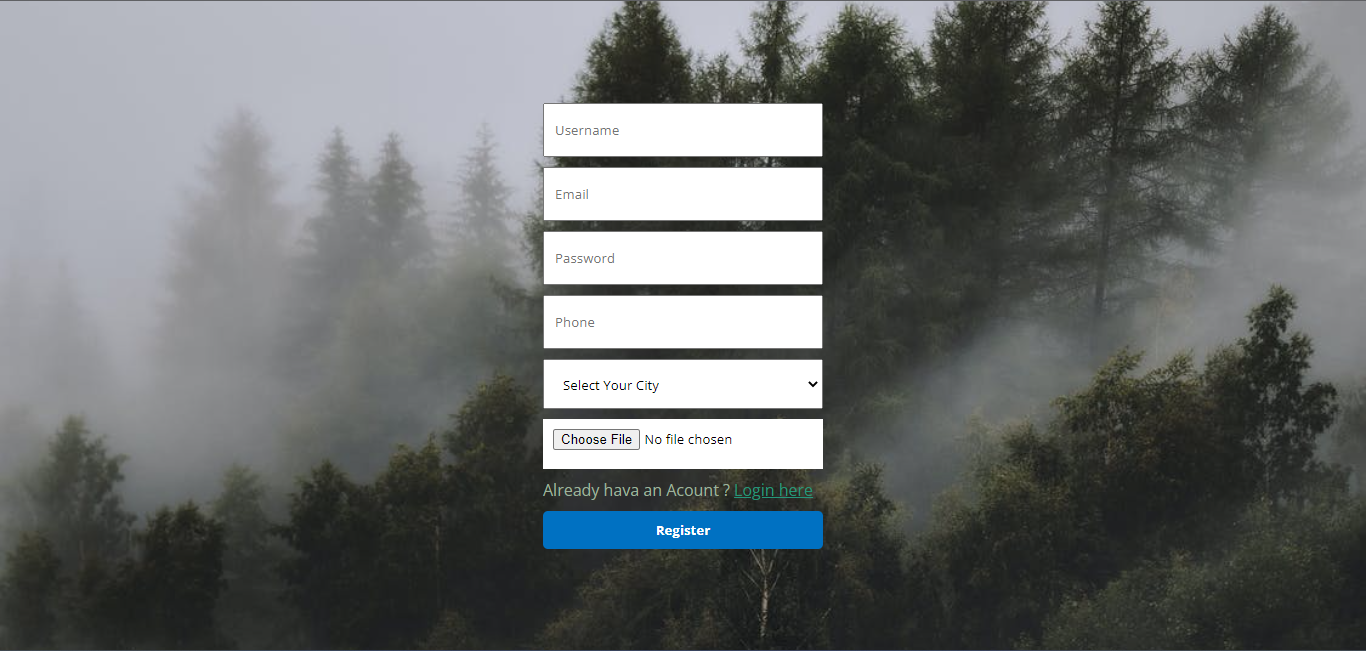 Username
Email
Password
Phone
Select Your City
Choose File No file chosen
Already hava an Acount ? Login here
Register